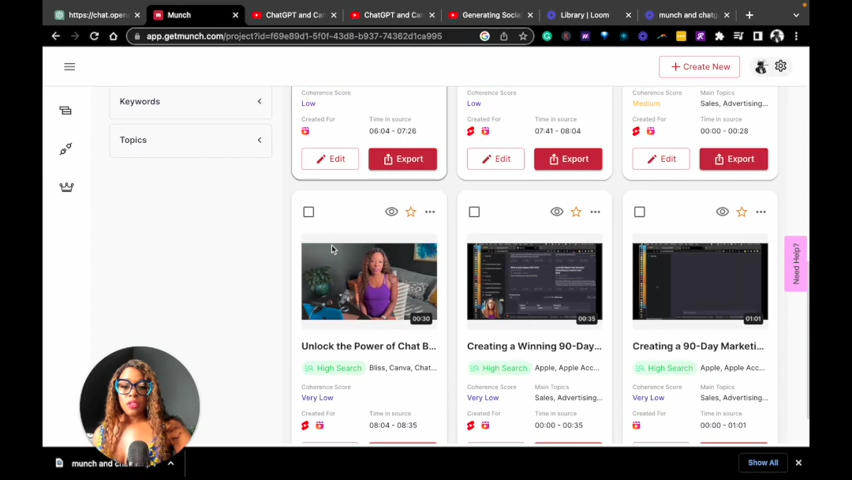 https://chat.open
Munch
ChatGPT and Can
ChatGPT and Can
Generating Socia
Library | Loom
munch and chatg
app.getmunch.com/project?id=f69e89d1-5f0f-43d8-b937-74362d1ca995
+ Create New
Keywords
Topics
Coherence Score
Low
Created For
Time in source
06:04 - 07:26
Edit
Export
Coherence Score
Low
Created For
Time in source
07:41 - 08:04
Edit
Export
Coherence Score
Medium
Main Topics
Sales, Advertising...
Created For
Time in source
00:00 - 00:28
Edit
Export
00:30
Unlock the Power of Chat B...
High Search
Bliss, Canva, Chat...
Coherence Score
Very Low
Created For
Time in source
08:04 - 08:35
00:35
Creating a Winning 90-Day...
High Search
Apple, Apple Acc...
Coherence Score
Very Low
Main Topics
Sales, Advertising...
Created For
Time in source
00:00 - 00:35
01:01
Creating a 90-Day Marketi...
High Search
Apple, Apple Acc...
Coherence Score
Very Low
Main Topics
Sales, Advertising...
Created For
Time in source
00:00 - 01:01
Need Help?
munch and cha
Show All